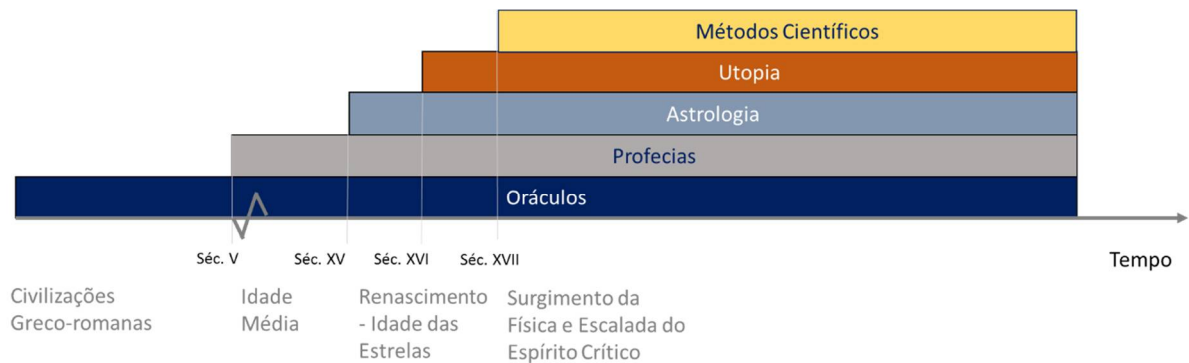 Métodos Científicos
Utopia
Astrologia
Profecias
Oráculos
Séc. V
Séc. XV
Séc. XVI
Séc. XVII
Tempo
Civilizações
Greco-romanas
Idade
Média
Renascimento
- Idade das
Estrelas
Surgimento da
Física e Escalada do
Espírito Crítico